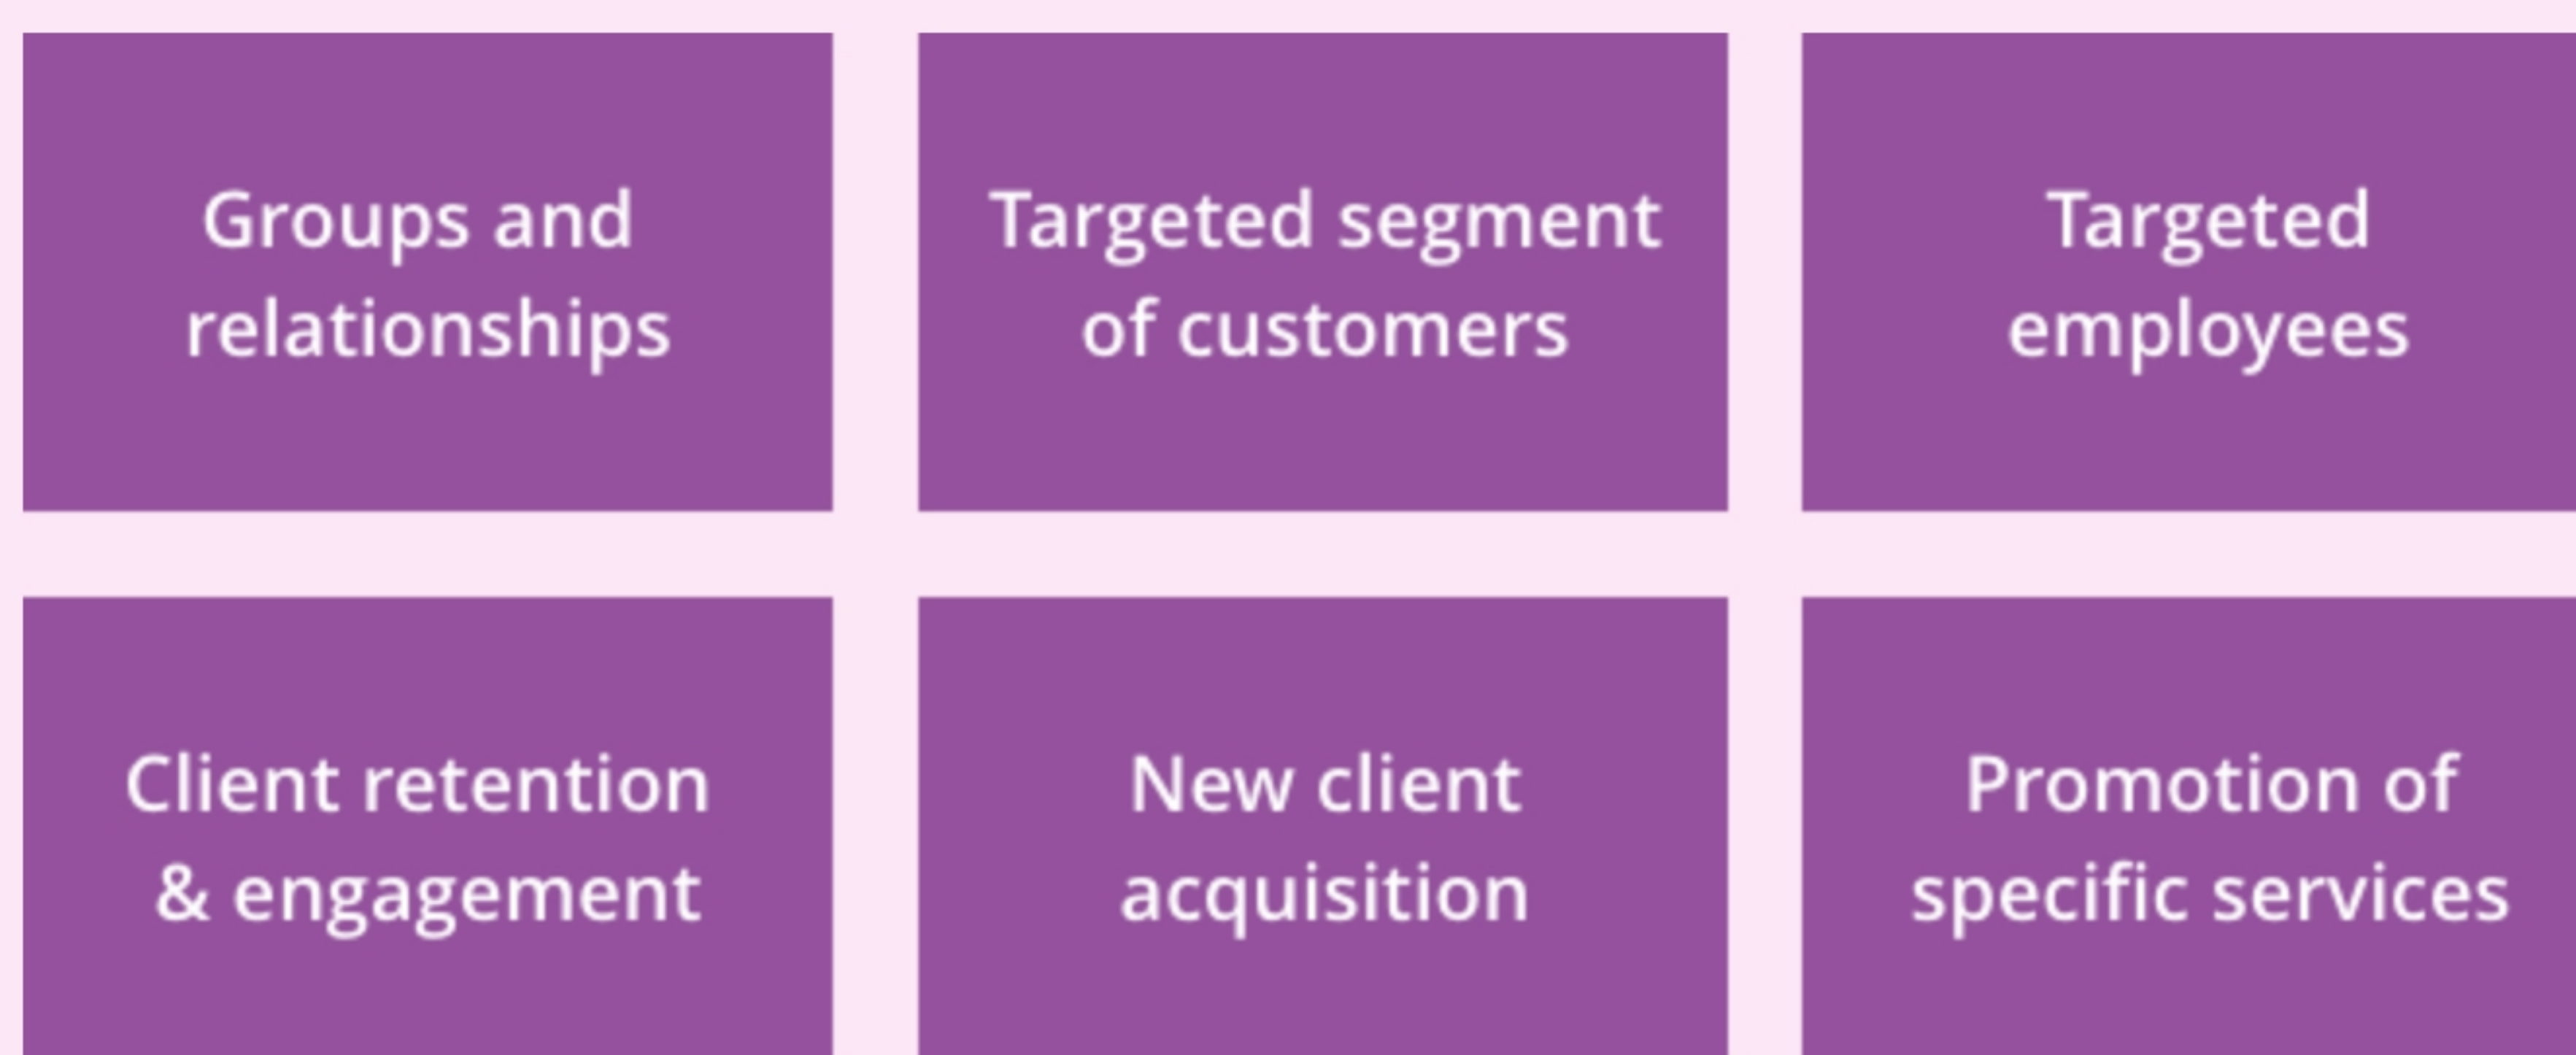 Groups and
relationships
Targeted segment
of customers
Targeted
employees
Client retention
& engagement
New client
acquisition
Promotion of
specific services